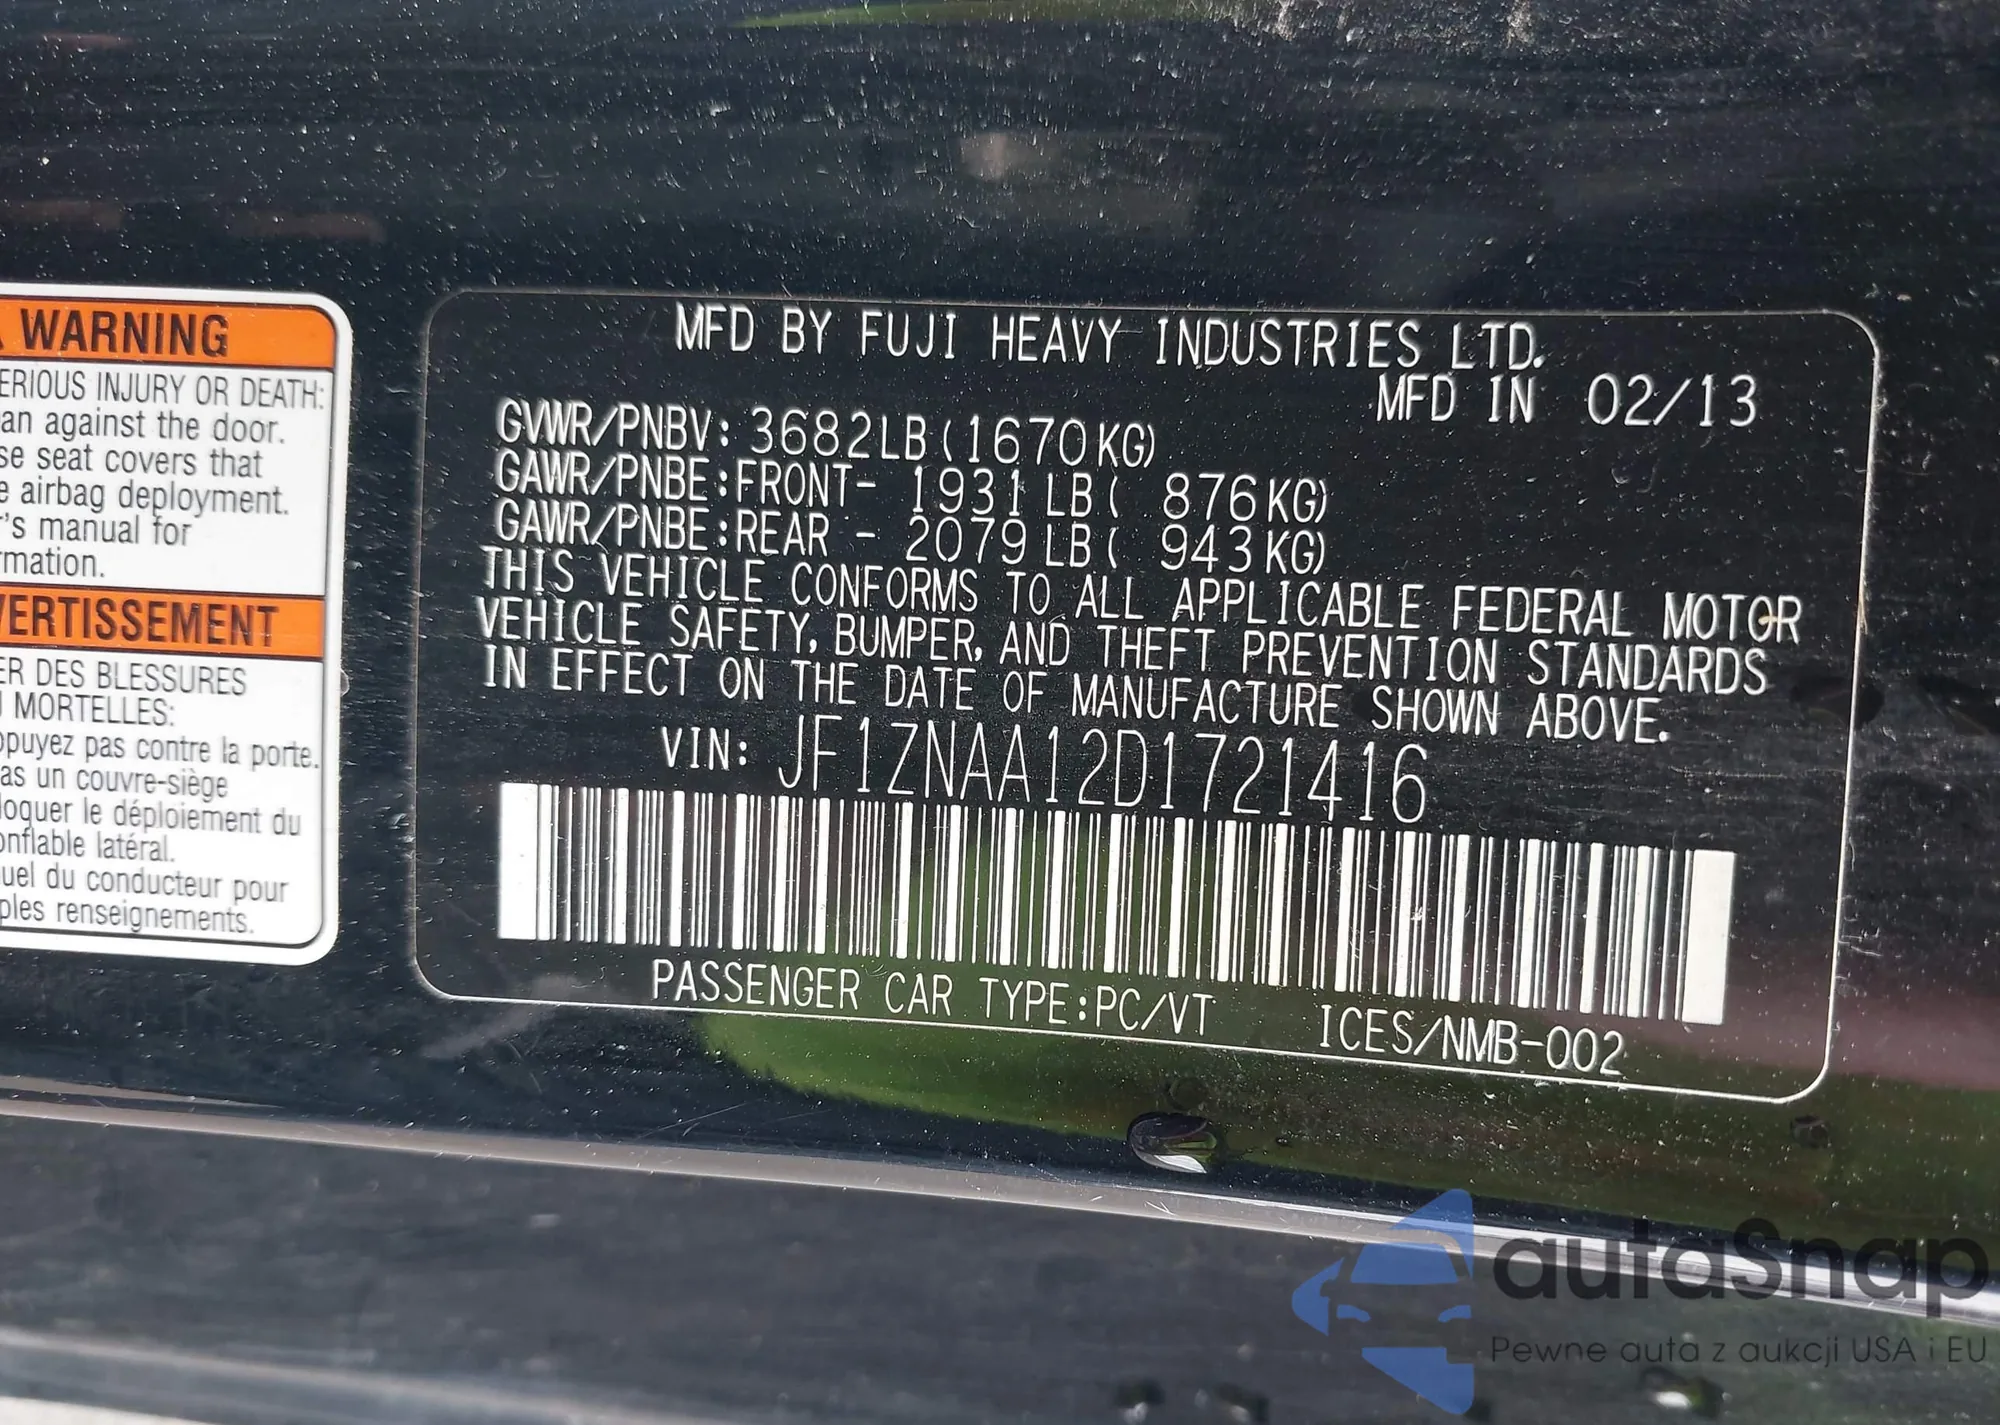 WARNING
ERIOUS INJURY OR DEATH:
an against the door.
se seat covers that
e airbag deployment.
r's manual for
rmation.
VERTISSEMENT
ER DES BLESSURES
U MORTELLES:
ppuyez pas contre la porte.
as un couvre-siège
loquer le déploiement du
onflable latéral.
uel du conducteur pour
ples renseignements.
MFD BY FUJI HEAVY INDUSTRIES LTD.
MFD IN 02/13
GVWR/PNBV: 3682LB(1670KG)
GAWR/PNBE:FRONT- 1931 LB( 876KG)
GAWR/PNBE:REAR - 2079 LB( 943KG)
THIS VEHICLE CONFORMS TO ALL APPLICABLE FEDERAL MOTOR
VEHICLE SAFETY, BUMPER, AND THEFT PREVENTION STANDARDS
IN EFFECT ON THE DATE OF MANUFACTURE SHOWN ABOVE.
VIN: JF1ZNAA12D1721416
PASSENGER CAR TYPE:PC/VT ICES/NMB-002
autaSnap
Pewne auta z aukcji USA i EU